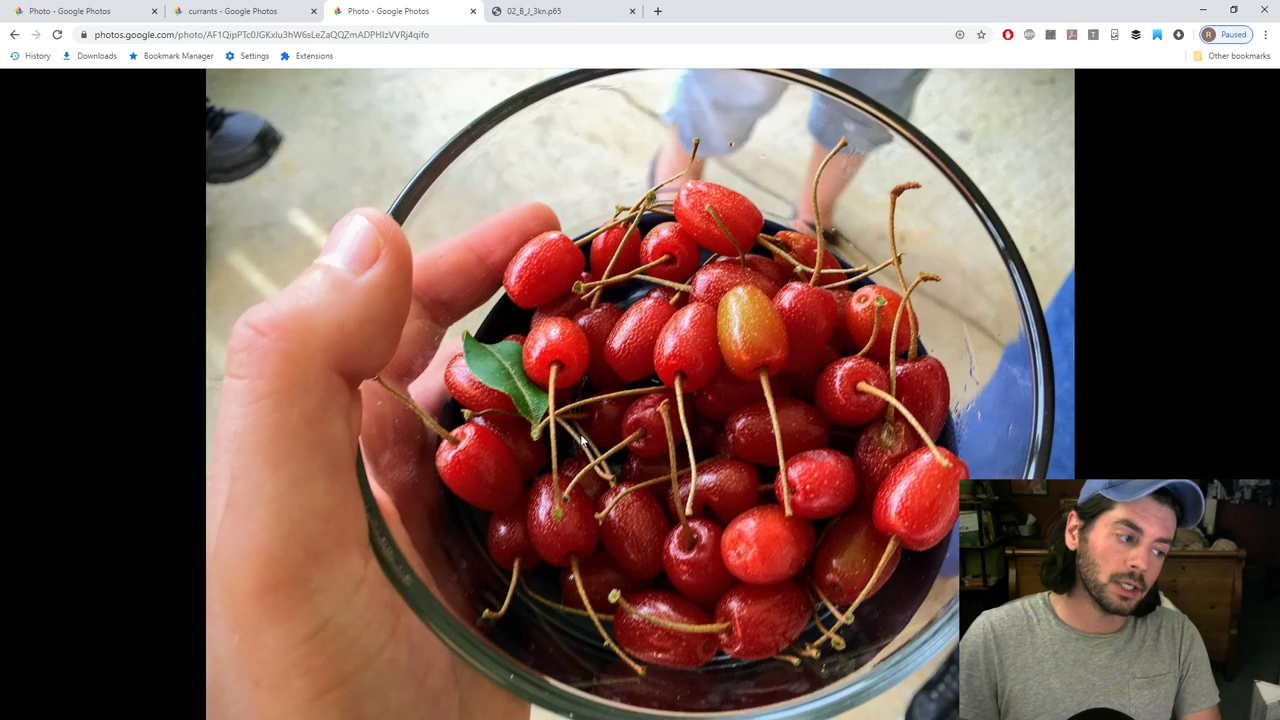 Photo - Google Photos
currants - Google Photos
Photo - Google Photos
02_B_J_3kn.p65
photos.google.com/photo/AF1QipPTc0JGKxIu3hW6sLeZaQQZmADPHIzVVRj4qifo
R Paused
History
Downloads
Bookmark Manager
Settings
Extensions
Other bookmarks